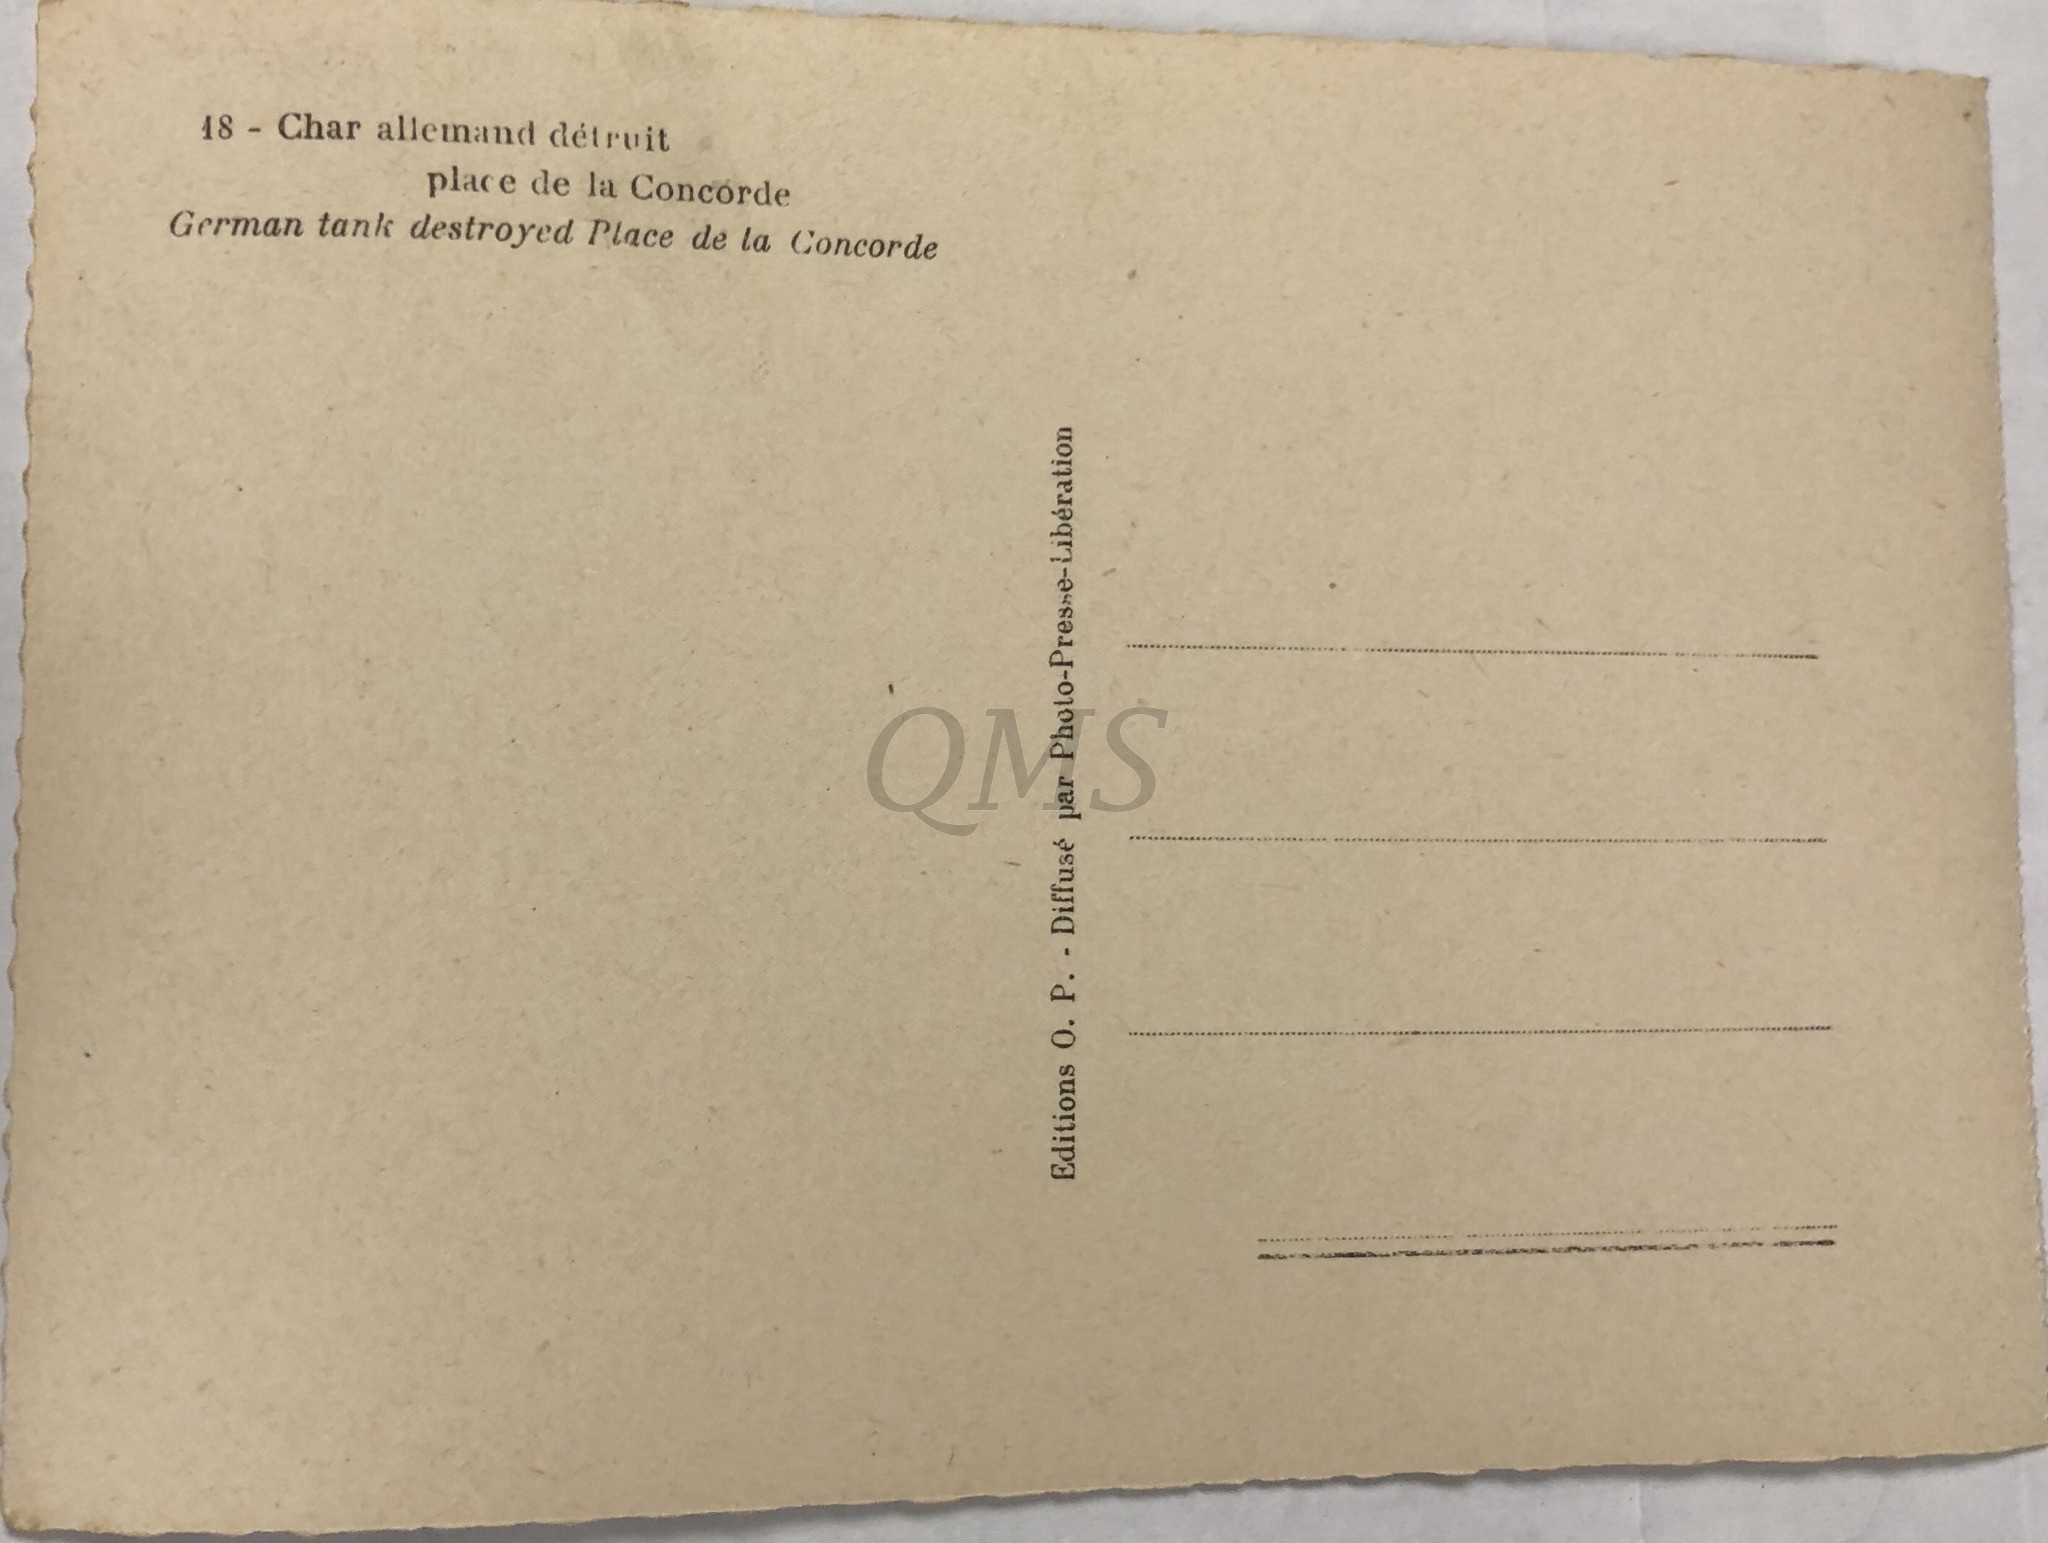 18 - Char allemand détruit
place de la Concorde
German tank destroyed Place de la Concorde
Editions O. P. - Diffusé par Photo-Presse-Libération
QMS